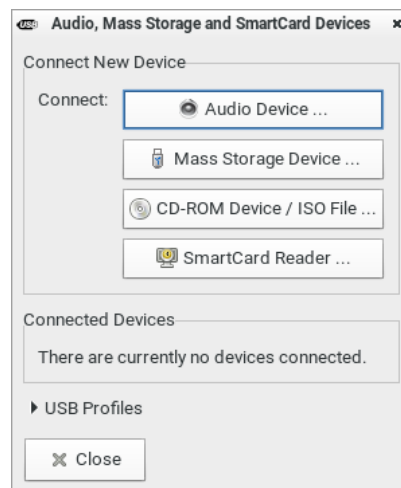 Audio, Mass Storage and SmartCard Devices
Connect New Device
Connect:
Audio Device ...
Mass Storage Device ...
CD-ROM Device / ISO File ...
SmartCard Reader ...
Connected Devices
There are currently no devices connected.
USB Profiles
Close